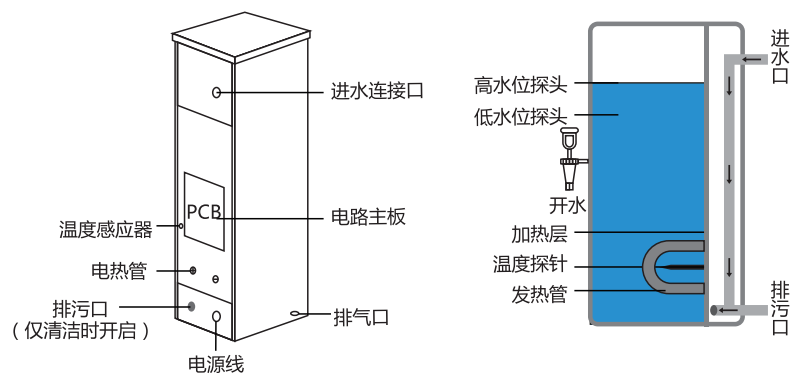 进水连接口
PCB
电路主板
温度感应器
电热管
排污口
（仅清洁时开启）
排气口
电源线
进水口
高水位探头
低水位探头
开水
加热层
温度探针
发热管
排污口